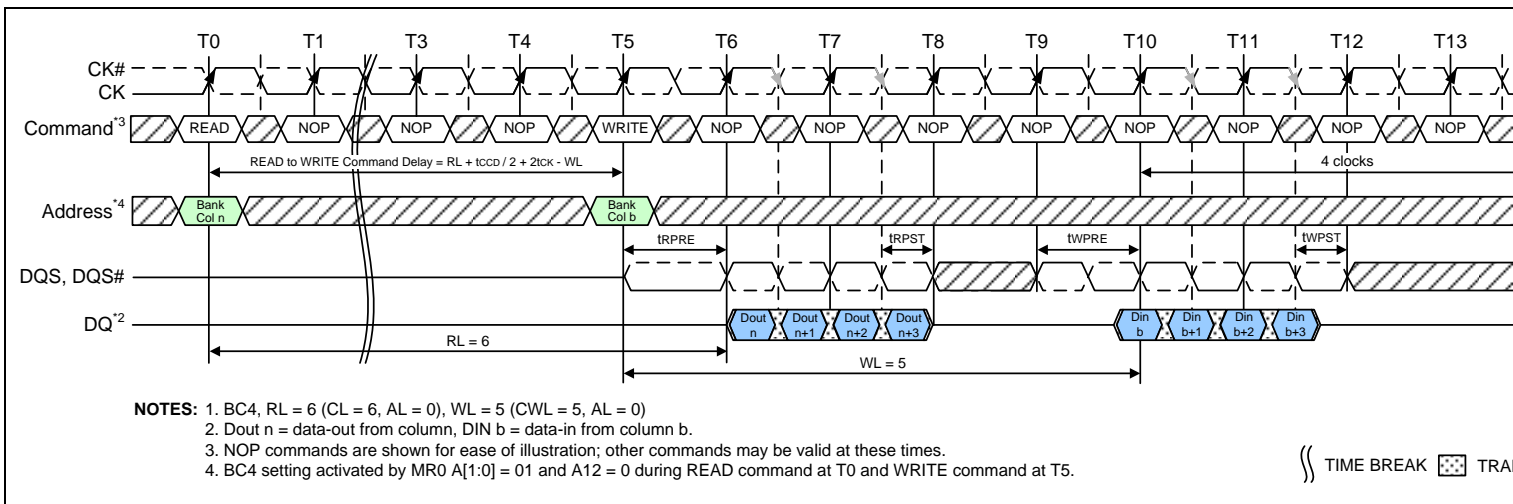 T0 T1 T3 T4 T5 T6 T7 T8 T9 T10 T11 T12 T13
CK#
CK
Command*3 READ NOP NOP NOP WRITE NOP NOP NOP NOP NOP NOP NOP NOP
READ to WRITE Command Delay = RL + tCCD / 2 + 2tCK - WL
4 clocks
Address*4 Bank Col n Bank Col b
tRPRE tRPST tWPRE tWPST
DQS, DQS#
DQ*2 Dout n Dout n+1 Dout n+2 Dout n+3 Din b Din b+1 Din b+2 Din b+3
RL = 6
WL = 5
NOTES: 1. BC4, RL = 6 (CL = 6, AL = 0), WL = 5 (CWL = 5, AL = 0)
2. Dout n = data-out from column, DIN b = data-in from column b.
3. NOP commands are shown for ease of illustration; other commands may be valid at these times.
4. BC4 setting activated by MR0 A[1:0] = 01 and A12 = 0 during READ command at T0 and WRITE command at T5.
TIME BREAK